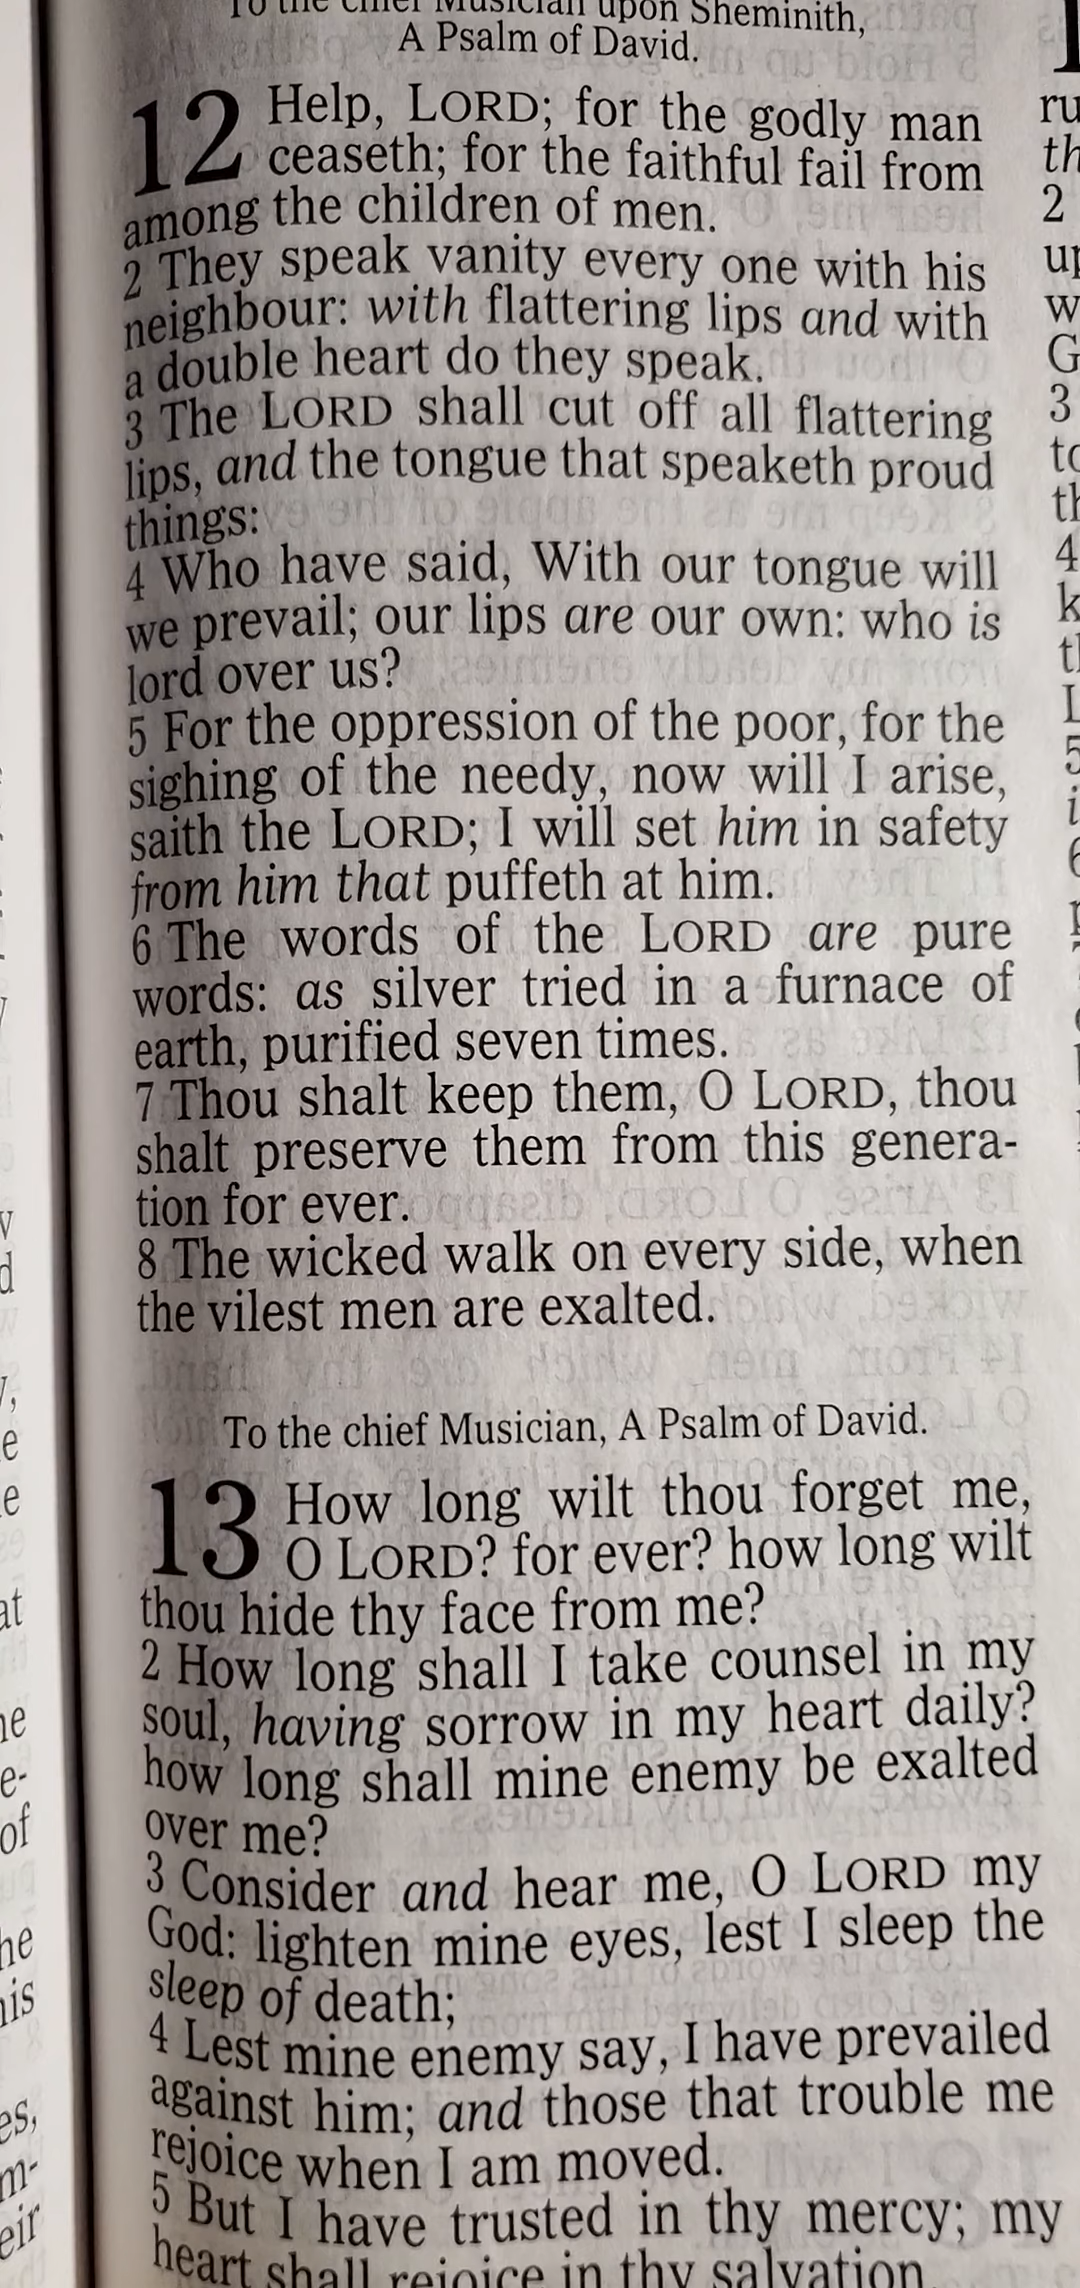 To the chief Musician upon Sheminith,
A Psalm of David.
12 Help, LORD; for the godly man
ceaseth; for the faithful fail from
among the children of men.
2 They speak vanity every one with his
neighbour: with flattering lips and with
a double heart do they speak.
3 The LORD shall cut off all flattering
lips, and the tongue that speaketh proud
things:
4 Who have said, With our tongue will
we prevail; our lips are our own: who is
lord over us?
5 For the oppression of the poor, for the
sighing of the needy, now will I arise,
saith the LORD; I will set him in safety
from him that puffeth at him.
6 The words of the LORD are pure
words: as silver tried in a furnace of
earth, purified seven times.
7 Thou shalt keep them, O LORD, thou
shalt preserve them from this genera-
tion for ever.
8 The wicked walk on every side, when
the vilest men are exalted.
To the chief Musician, A Psalm of David.
13 How long wilt thou forget me,
O LORD? for ever? how long wilt
thou hide thy face from me?
2 How long shall I take counsel in my
soul, having sorrow in my heart daily?
how long shall mine enemy be exalted
over me?
3 Consider and hear me, O LORD my
God: lighten mine eyes, lest I sleep the
sleep of death;
4 Lest mine enemy say, I have prevailed
against him; and those that trouble me
rejoice when I am moved.
5 But I have trusted in thy mercy; my
heart shall rejoice in thy salvation.